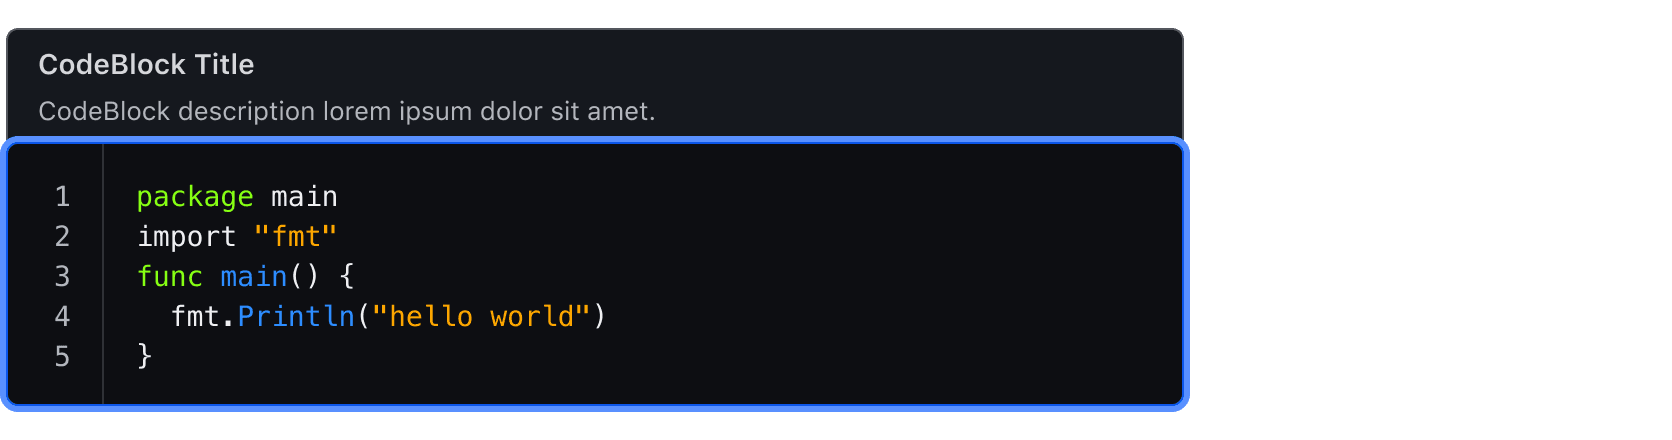 CodeBlock Title
CodeBlock description lorem ipsum dolor sit amet.
1 package main
2 import "fmt"
3 func main() {
4   fmt.Println("hello world")
5 }